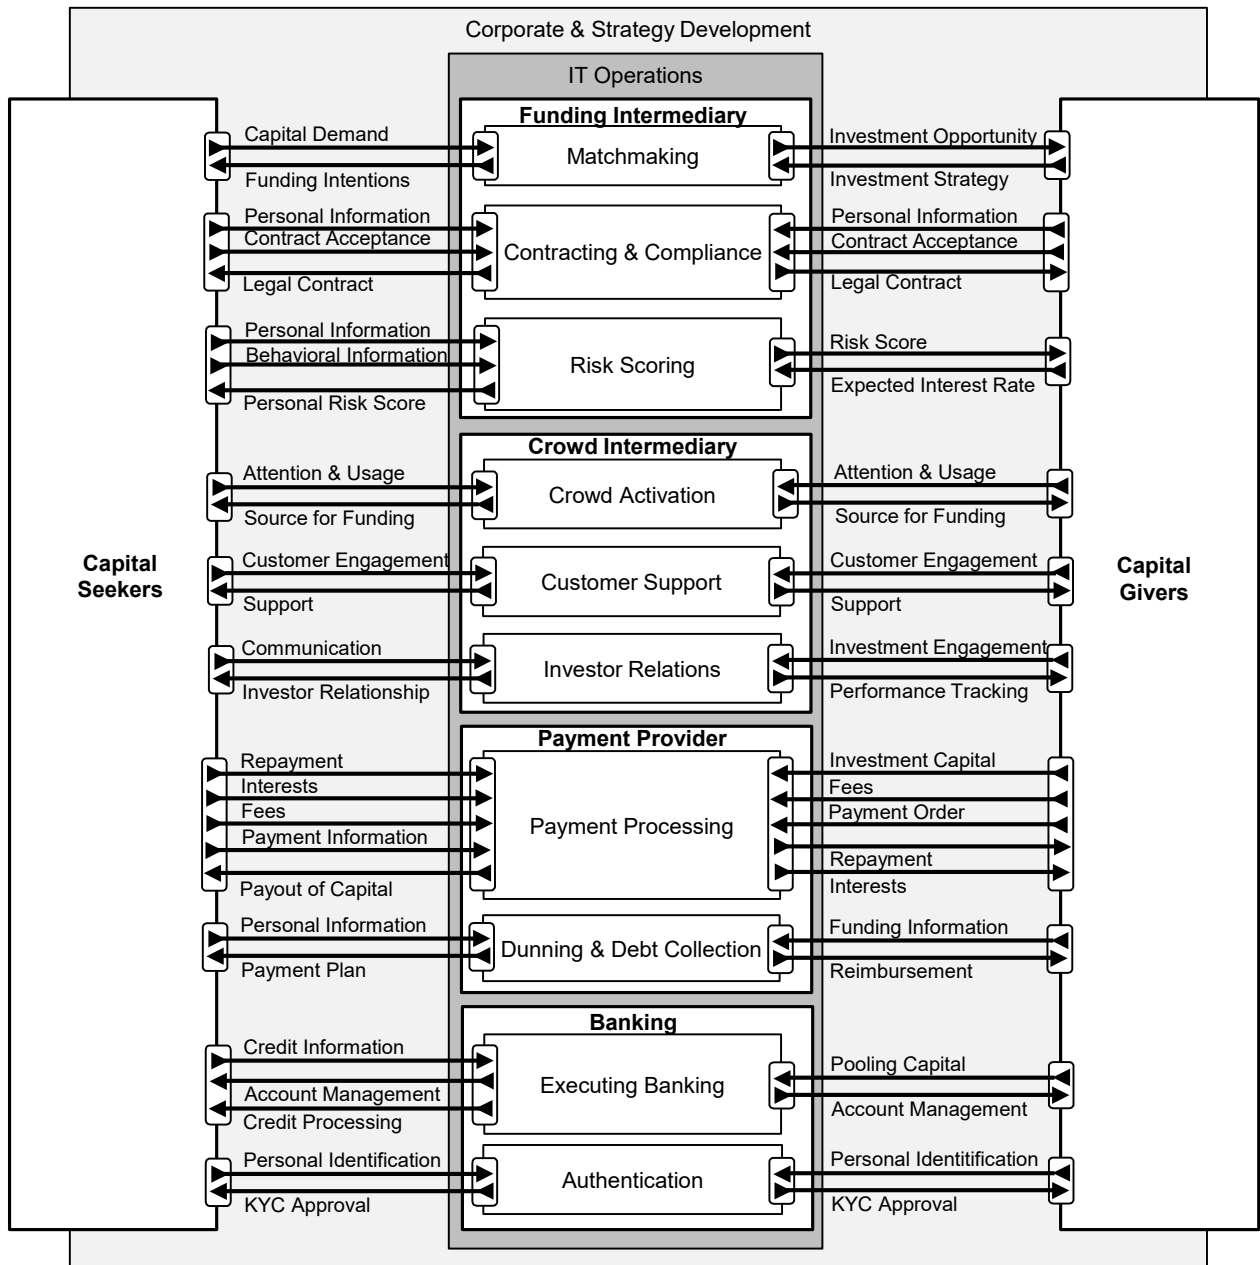 Corporate & Strategy Development
IT Operations
Funding Intermediary
Capital Demand
Matchmaking
Investment Opportunity
Funding Intentions
Investment Strategy
Personal Information
Personal Information
Contract Acceptance
Contracting & Compliance
Contract Acceptance
Legal Contract
Legal Contract
Personal Information
Risk Score
Behavioral Information
Risk Scoring
Personal Risk Score
Expected Interest Rate
Crowd Intermediary
Attention & Usage
Crowd Activation
Attention & Usage
Source for Funding
Source for Funding
Capital
Seekers
Customer Engagement
Customer Support
Customer Engagement
Support
Support
Capital
Givers
Communication
Investor Relations
Investment Engagement
Investor Relationship
Performance Tracking
Payment Provider
Repayment
Investment Capital
Interests
Fees
Fees
Payment Order
Payment Information
Payment Processing
Repayment
Payout of Capital
Interests
Personal Information
Funding Information
Dunning & Debt Collection
Payment Plan
Reimbursement
Banking
Credit Information
Pooling Capital
Executing Banking
Account Management
Account Management
Credit Processing
Personal Identification
Personal Identitification
Authentication
KYC Approval
KYC Approval